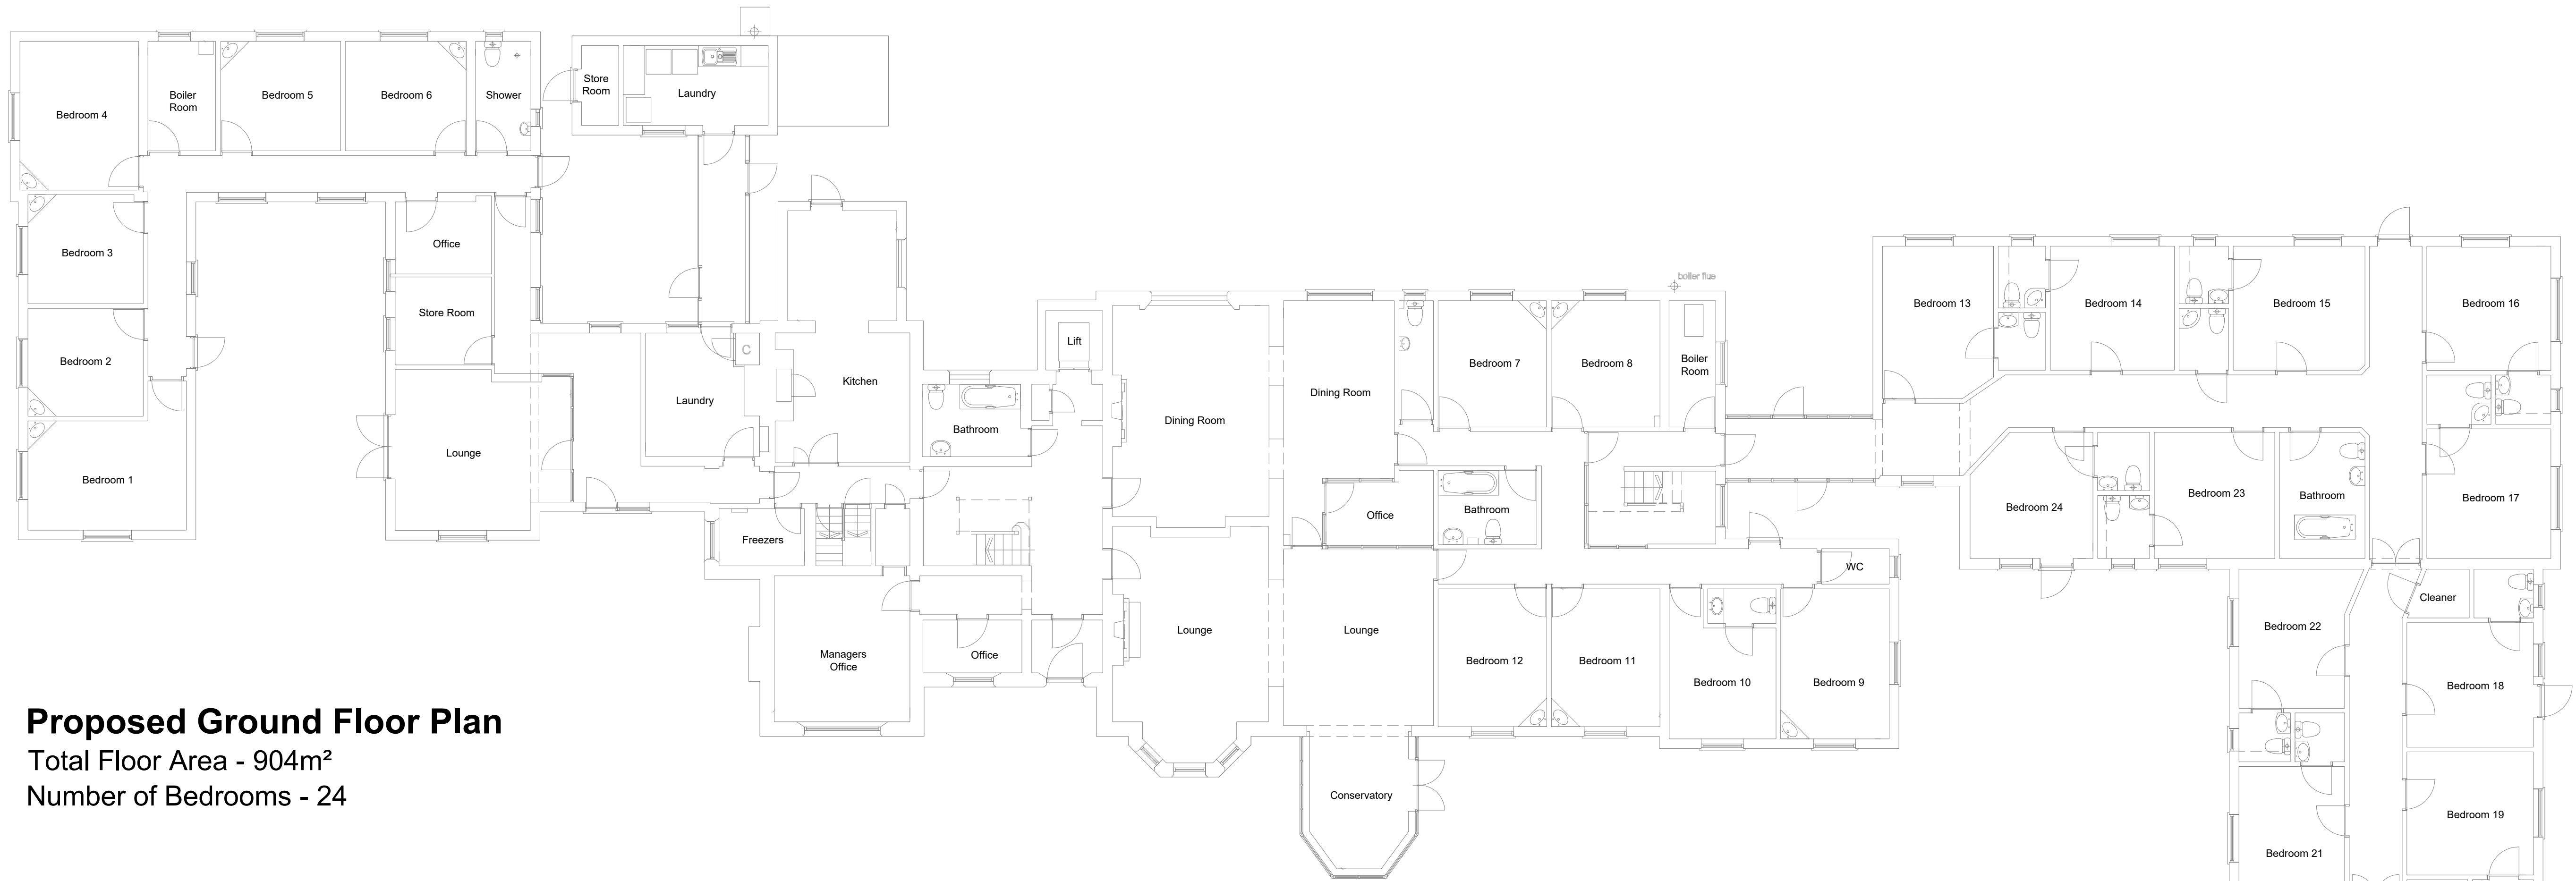 Bedroom 4
Boiler
Room
Bedroom 5
Bedroom 6
Shower
Store
Room
Laundry
Bedroom 3
Office
Store Room
Bedroom 2
Bedroom 1
Lounge
Laundry
C
Kitchen
Bathroom
Lift
Dining Room
Dining Room
Bedroom 7
Bedroom 8
boiler flue
Boiler
Room
Office
Bathroom
Freezers
Managers
Office
Office
Lounge
Lounge
Conservatory
Bedroom 12
Bedroom 11
Bedroom 10
Bedroom 9
WC
Bedroom 13
Bedroom 14
Bedroom 15
Bedroom 16
Bedroom 24
Bedroom 23
Bathroom
Bedroom 17
Cleaner
Bedroom 22
Bedroom 18
Bedroom 21
Bedroom 19
Proposed Ground Floor Plan
Total Floor Area - 904m²
Number of Bedrooms - 24